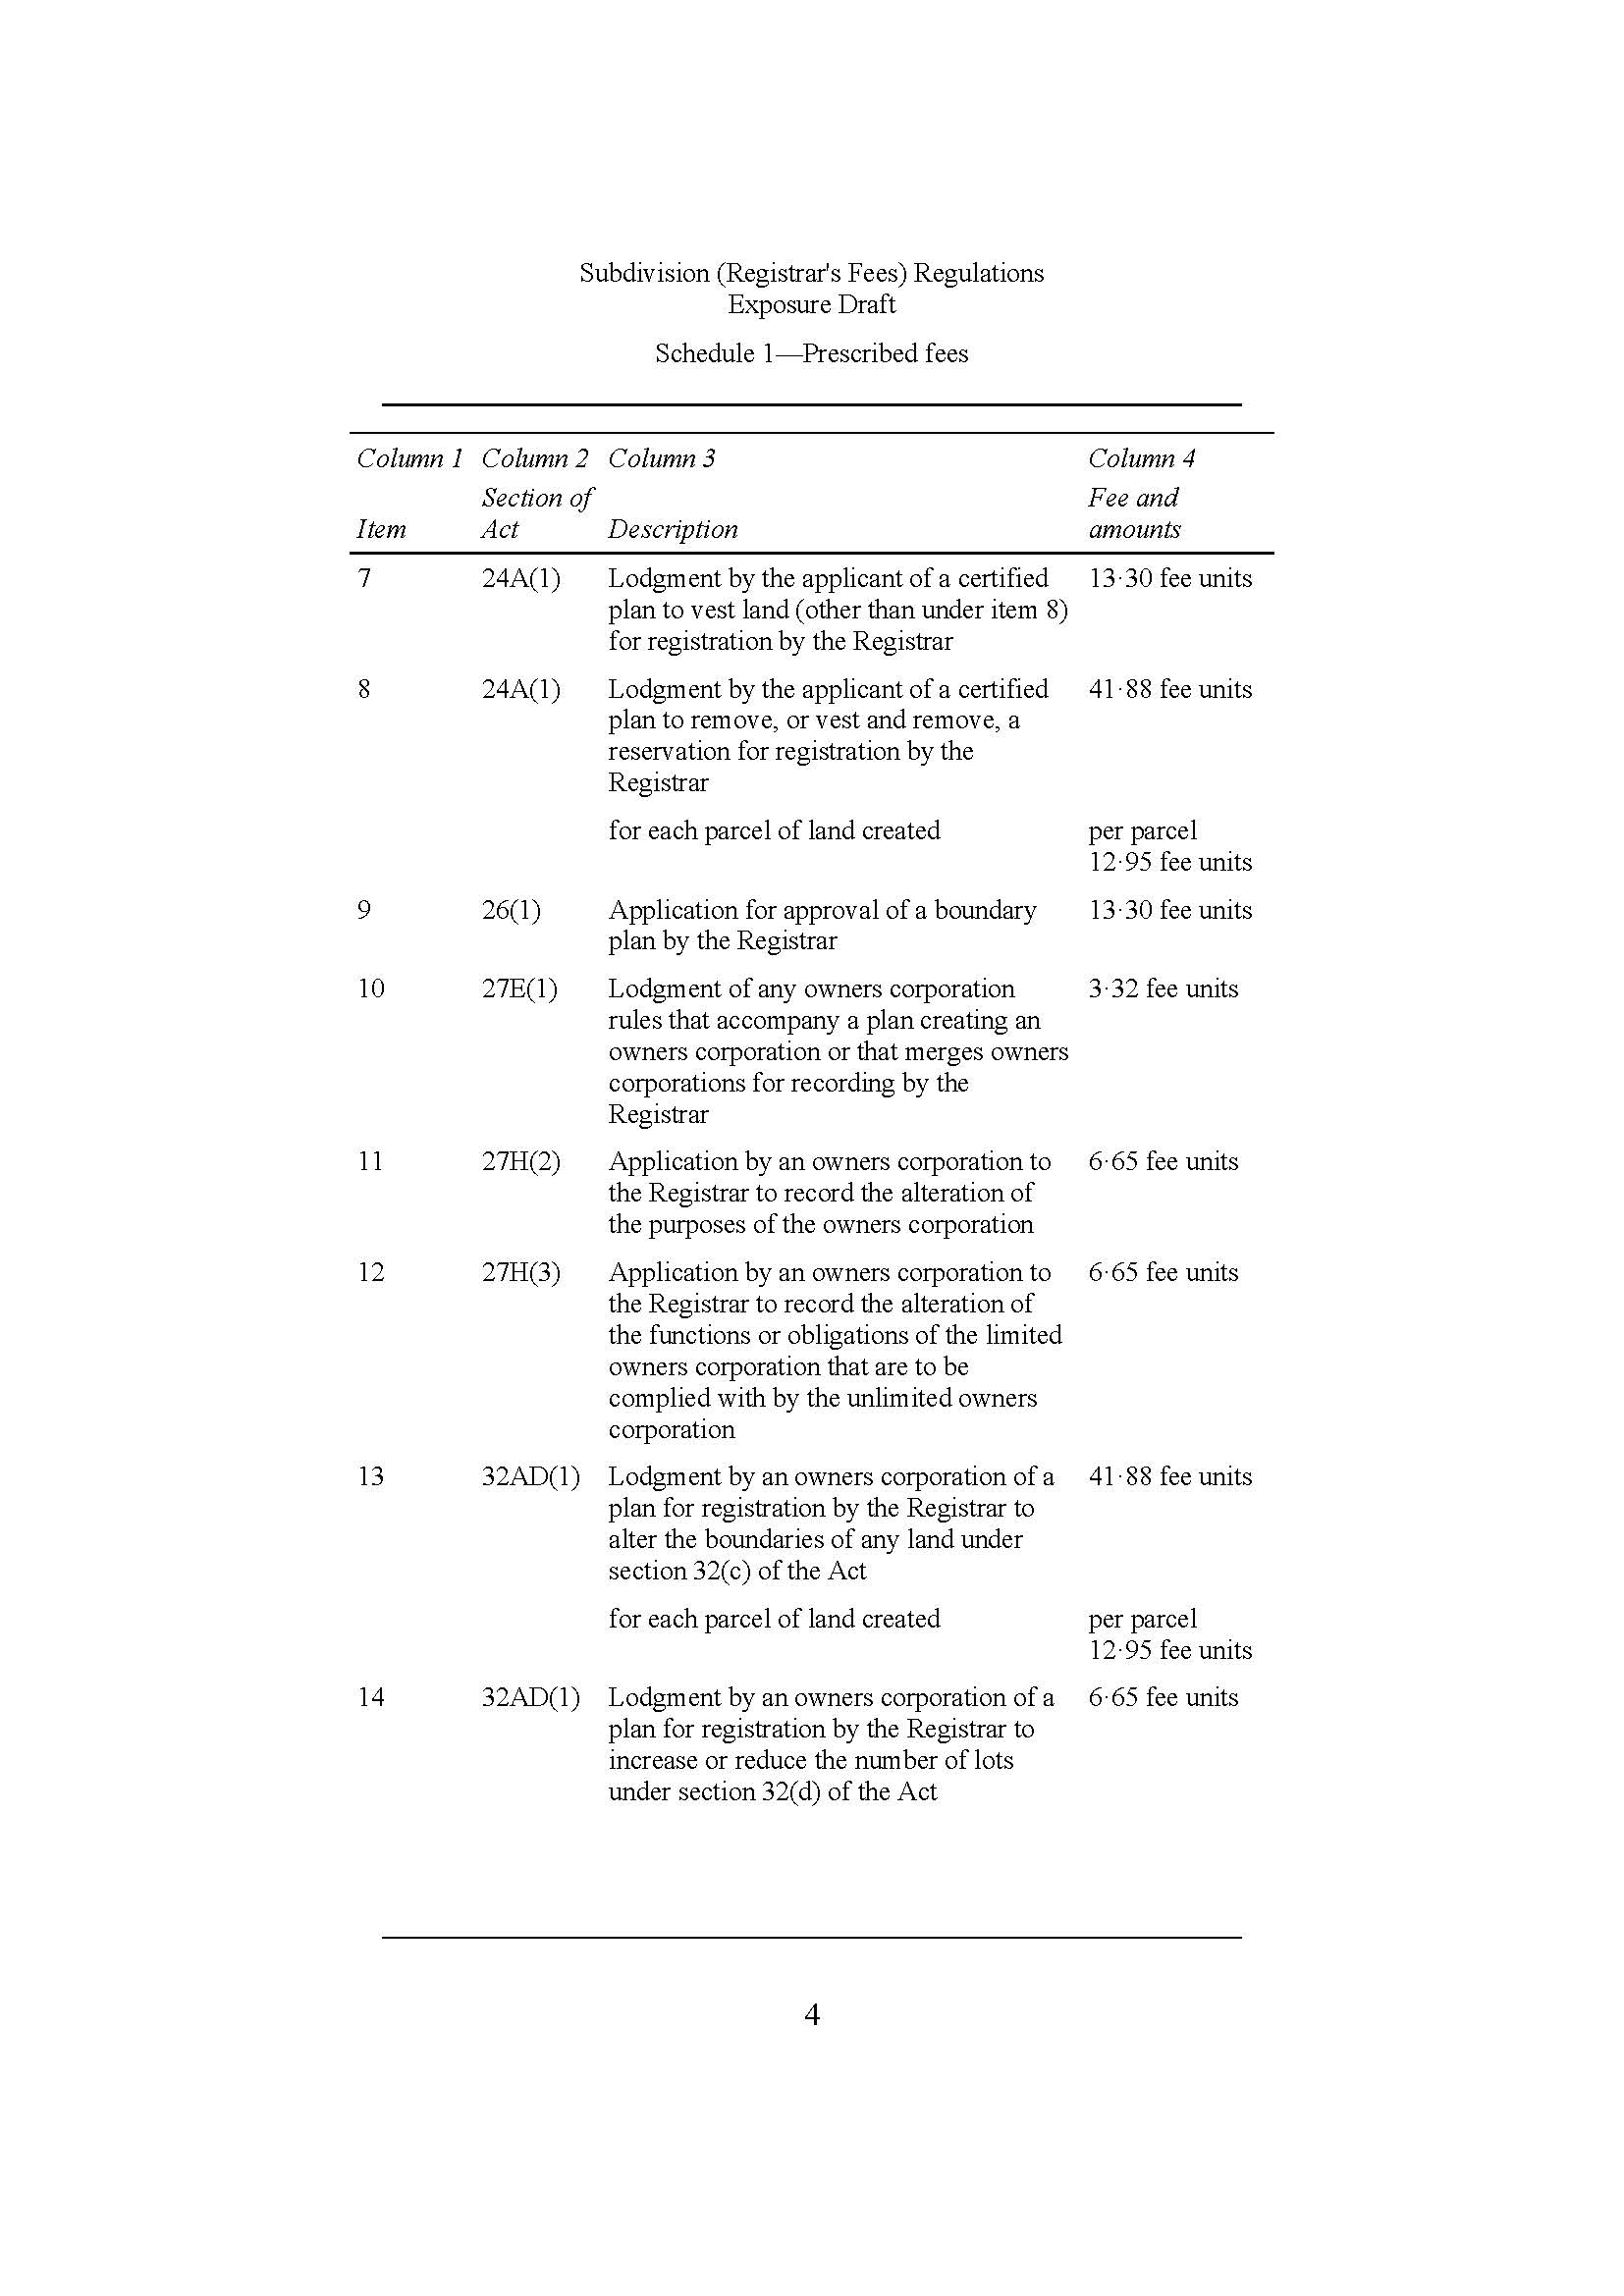 Subdivision (Registrar's Fees) Regulations
Exposure Draft
Schedule 1—Prescribed fees
Column 1 Column 2 Column 3 Column 4
Section of Fee and
Item Act Description amounts
7 24A(1) Lodgment by the applicant of a certified 13·30 fee units
plan to vest land (other than under item 8)
for registration by the Registrar
8 24A(1) Lodgment by the applicant of a certified 41·88 fee units
plan to remove, or vest and remove, a
reservation for registration by the
Registrar
for each parcel of land created per parcel
12·95 fee units
9 26(1) Application for approval of a boundary 13·30 fee units
plan by the Registrar
10 27E(1) Lodgment of any owners corporation 3·32 fee units
rules that accompany a plan creating an
owners corporation or that merges owners
corporations for recording by the
Registrar
11 27H(2) Application by an owners corporation to 6·65 fee units
the Registrar to record the alteration of
the purposes of the owners corporation
12 27H(3) Application by an owners corporation to 6·65 fee units
the Registrar to record the alteration of
the functions or obligations of the limited
owners corporation that are to be
complied with by the unlimited owners
corporation
13 32AD(1) Lodgment by an owners corporation of a 41·88 fee units
plan for registration by the Registrar to
alter the boundaries of any land under
section 32(c) of the Act
for each parcel of land created per parcel
12·95 fee units
14 32AD(1) Lodgment by an owners corporation of a 6·65 fee units
plan for registration by the Registrar to
increase or reduce the number of lots
under section 32(d) of the Act
4